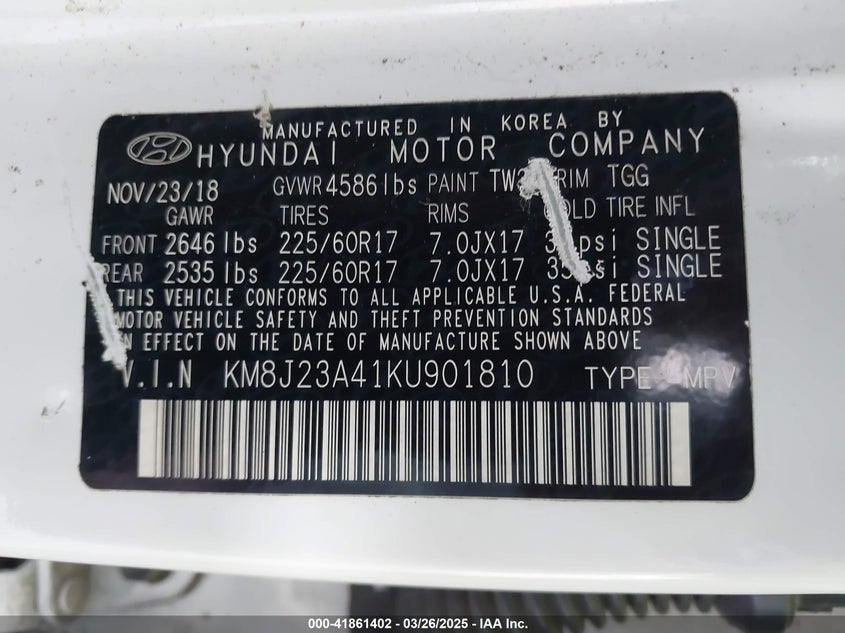 MANUFACTURED IN KOREA BY
HYUNDAI MOTOR COMPANY
NOV/23/18 GVWR 4586 lbs PAINT TRIM TGG
GAWR TIRES RIMS COLD TIRE INFL
FRONT 2646 lbs 225/60R17 7.0JX17 psi SINGLE
REAR 2535 lbs 225/60R17 7.0JX17 psi SINGLE
THIS VEHICLE CONFORMS TO ALL APPLICABLE U.S.A. FEDERAL
MOTOR VEHICLE SAFETY AND THEFT PREVENTION STANDARDS
IN EFFECT ON THE DATE OF MANUFACTURE SHOWN ABOVE
V.I.N KM8J23A41KU901810 TYPE MPV
000-41861402 | 03/26/2025 - IAA Inc.